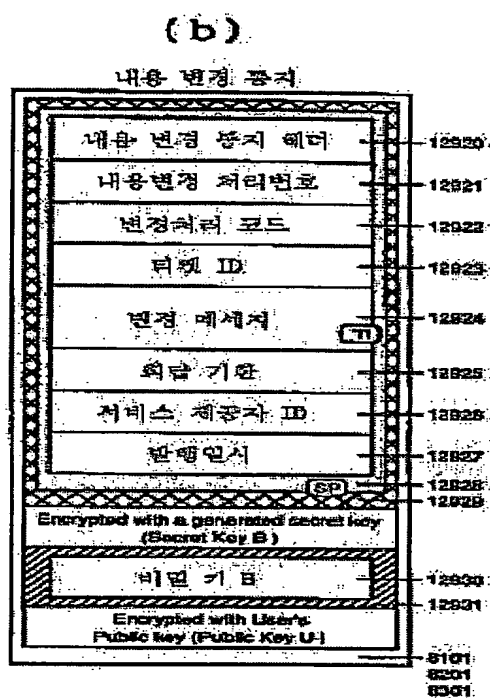 (b)
내용 변경 통지
내용 변경 통지 헤더 12920
내용변경 처리번호 12921
변경처리 코드 12922
티켓 ID 12923
변경 메세지 12924
회답 기한 12925
서비스 제공자 ID 12926
발행일시 12927
SP 12928
12929
Encrypted with a generated secret key
(Secret Key B)
비밀 키 B 12930
12931
Encrypted with User's
Public key (Public Key U)
8101
8201
8301